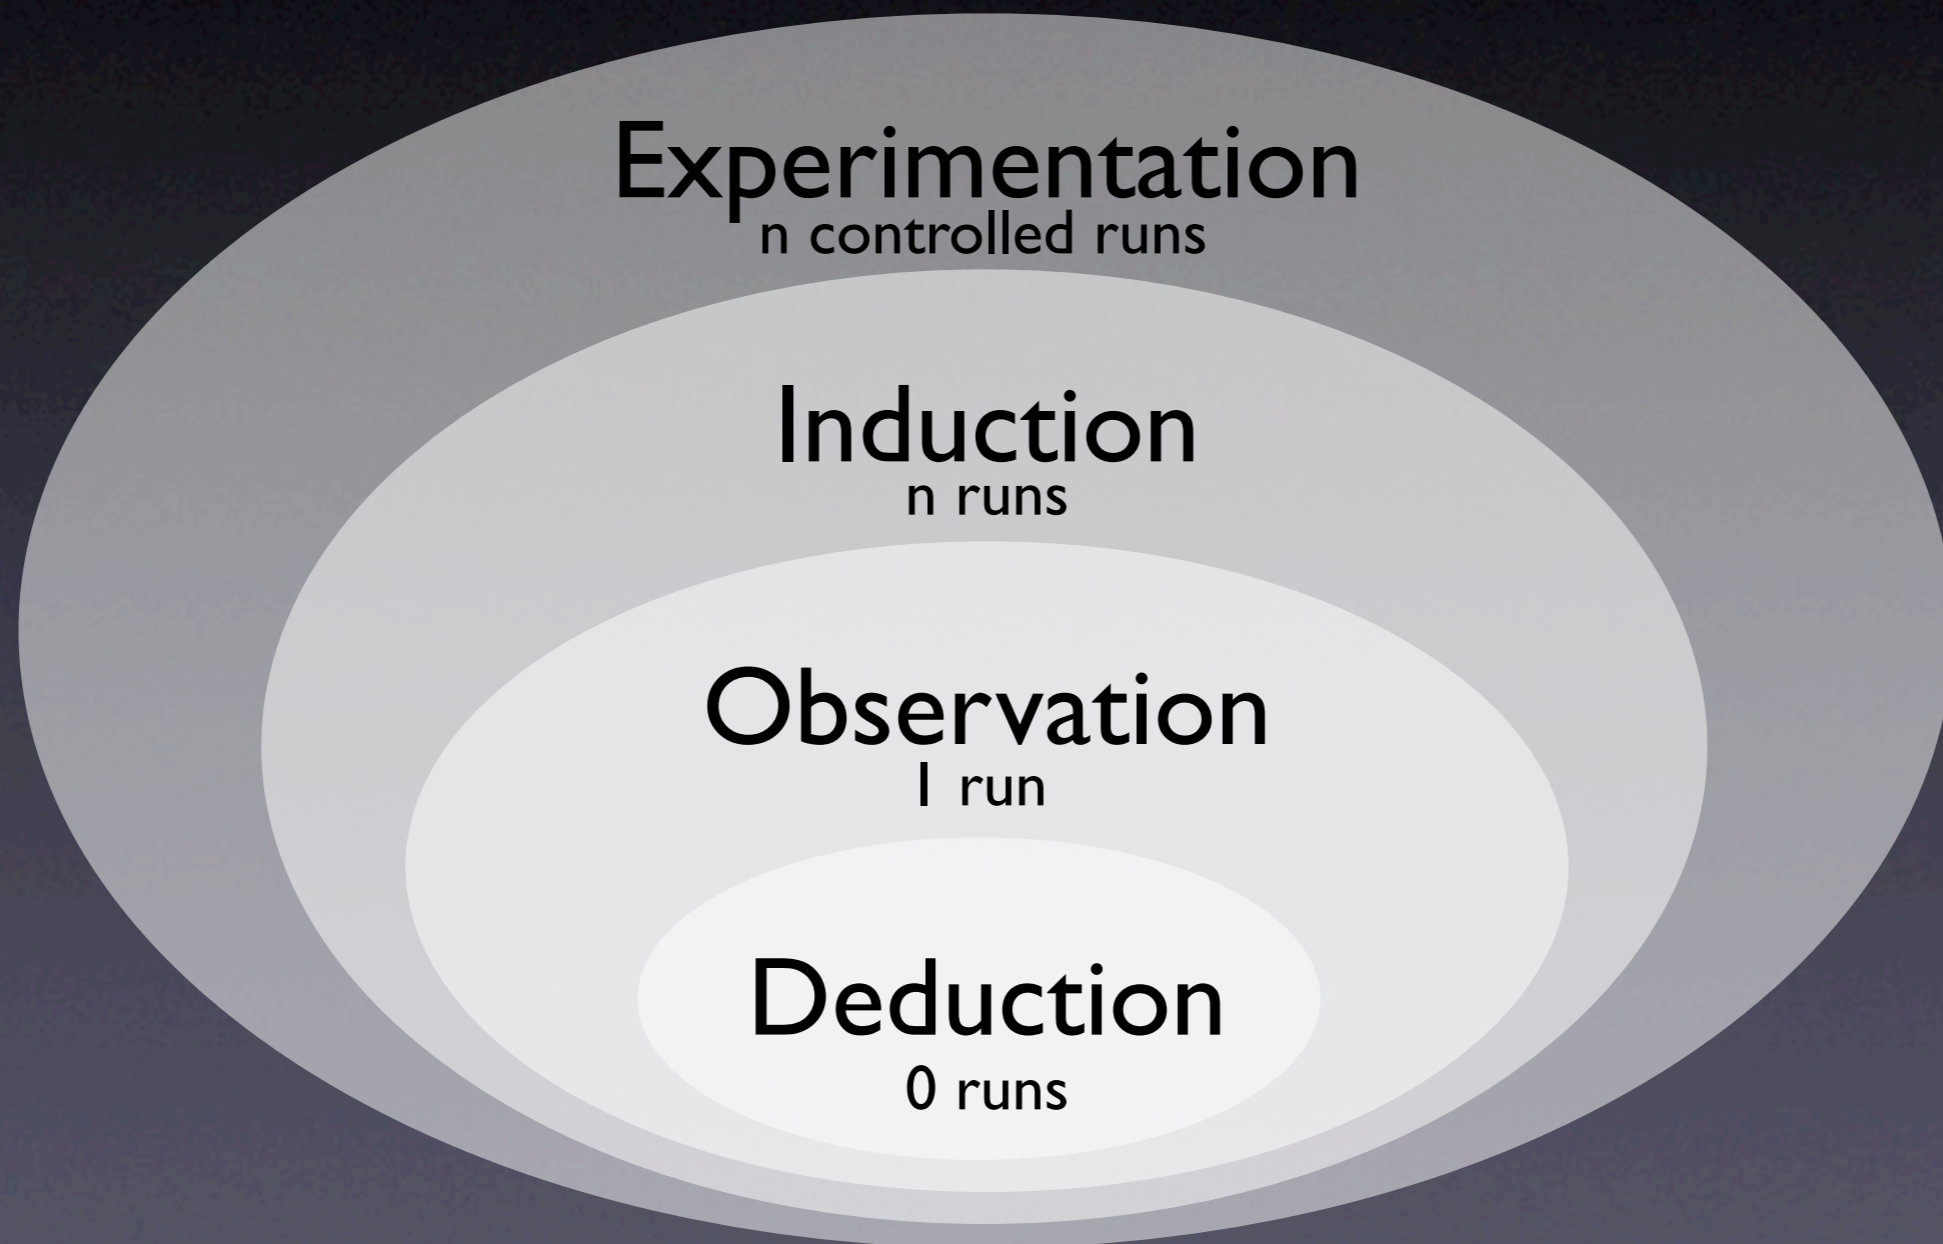 Experimentation
n controlled runs
Induction
n runs
Observation
1 run
Deduction
0 runs